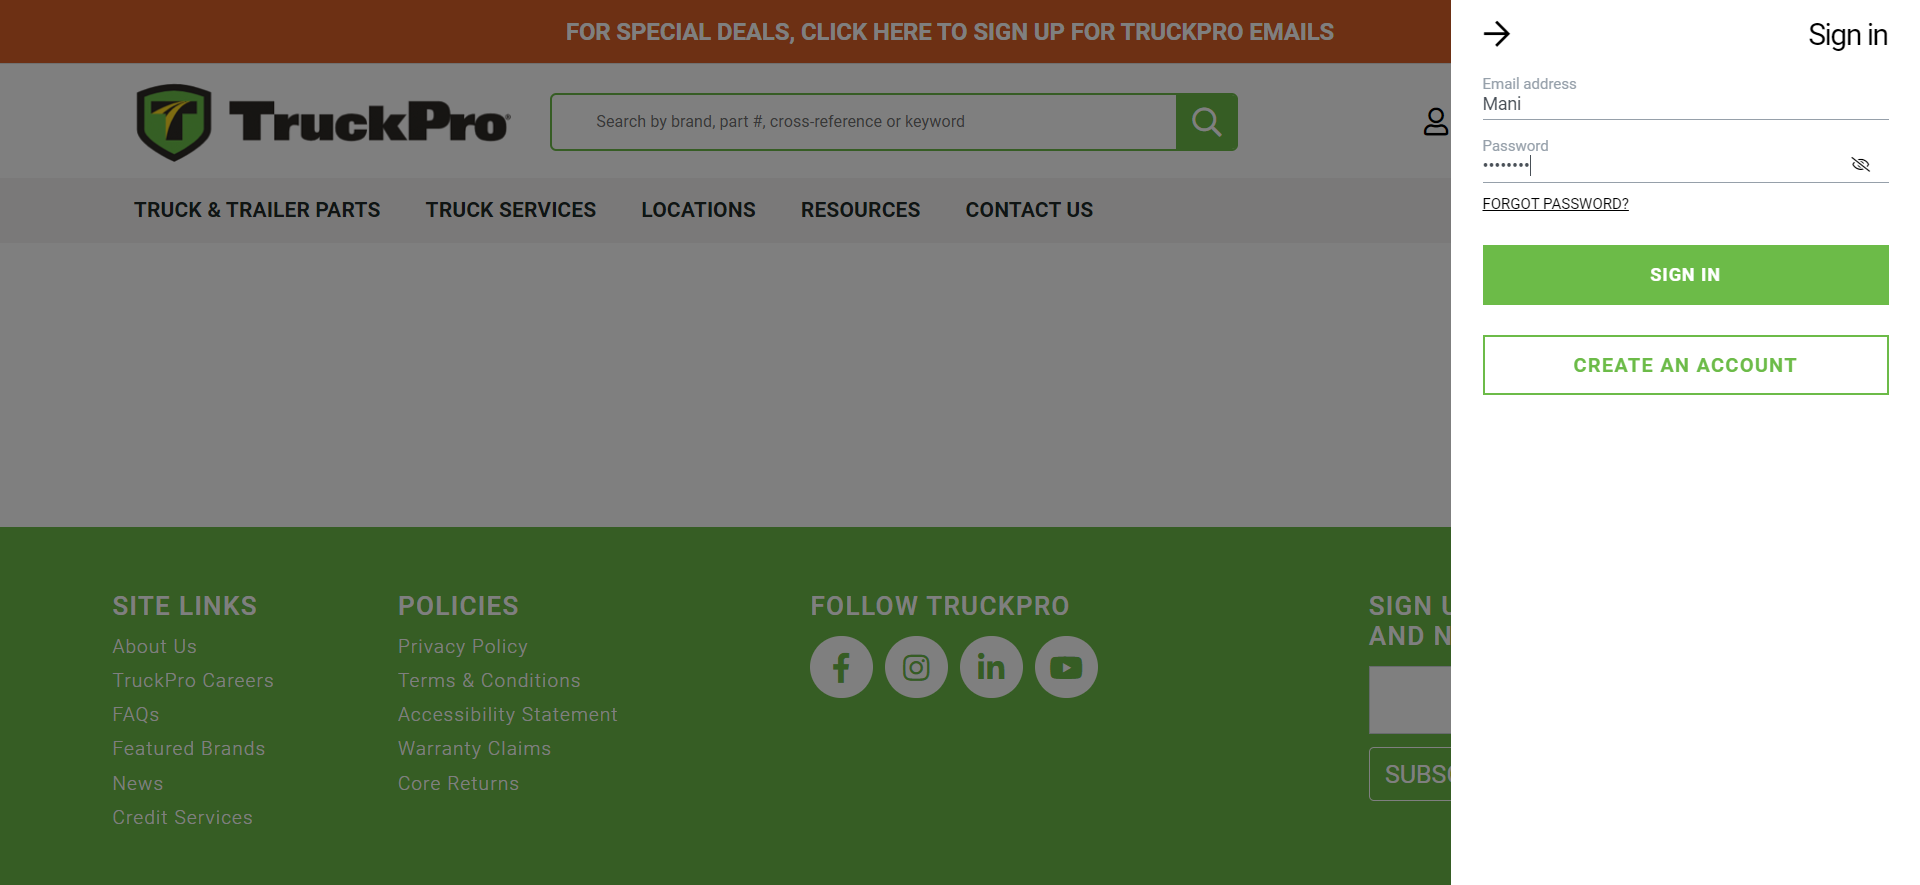 FOR SPECIAL DEALS, CLICK HERE TO SIGN UP FOR TRUCKPRO EMAILS
TruckPro®
Search by brand, part #, cross-reference or keyword
TRUCK & TRAILER PARTS
TRUCK SERVICES
LOCATIONS
RESOURCES
CONTACT US
Sign in
Email address
Mani
Password
••••••••
FORGOT PASSWORD?
SIGN IN
CREATE AN ACCOUNT
SITE LINKS
About Us
TruckPro Careers
FAQs
Featured Brands
News
Credit Services
POLICIES
Privacy Policy
Terms & Conditions
Accessibility Statement
Warranty Claims
Core Returns
FOLLOW TRUCKPRO
SIGN
AND